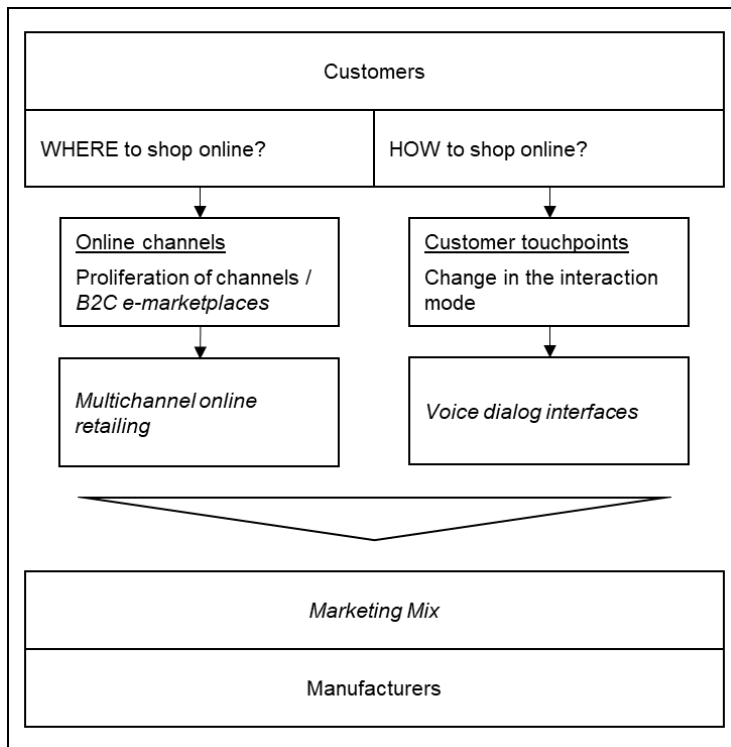 Customers
WHERE to shop online?
HOW to shop online?
Online channels
Proliferation of channels /
B2C e-marketplaces
Customer touchpoints
Change in the interaction
mode
Multichannel online
retailing
Voice dialog interfaces
Marketing Mix
Manufacturers